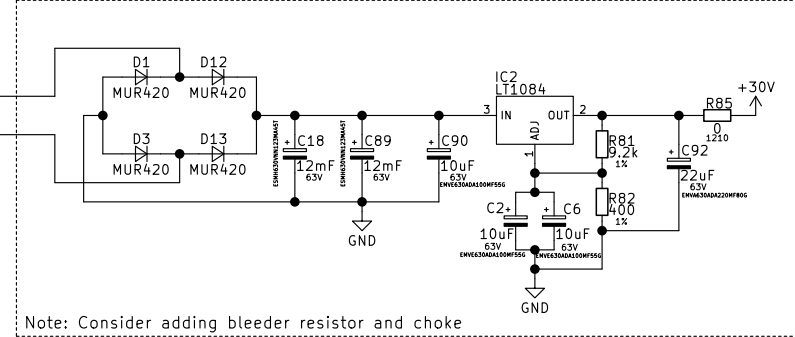 D1
D12
MUR420
MUR420
D3
D13
MUR420
MUR420
ESMH630VNN123MA45T
+
C18
12mF
63V
ESMH630VNN123MA45T
+
C89
12mF
63V
+
C90
10uF
63V
EMVE630ADA100MF55G
GND
IC2
LT1084
3
IN
OUT
2
ADJ
1
R81
9.2k
1%
R82
400
1%
R85
0
1210
+30V
+
C92
22uF
63V
EMVA630ADA220MF80G
C2
+
10uF
63V
EMVE630ADA100MF55G
+
C6
10uF
63V
EMVE630ADA100MF55G
GND
Note: Consider adding bleeder resistor and choke